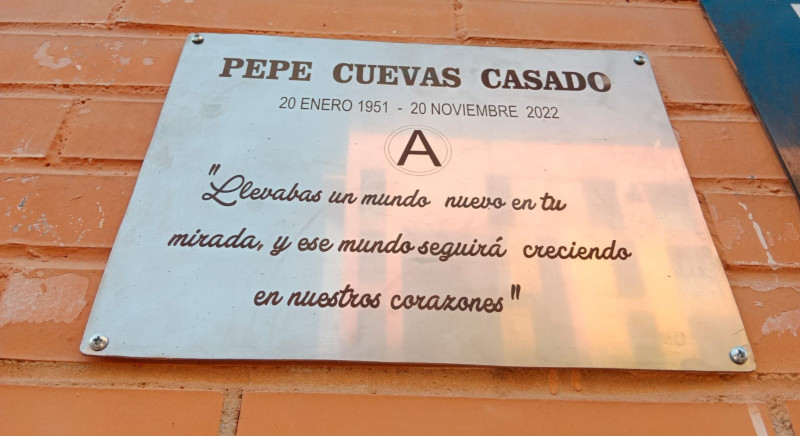 PEPE CUEVAS CASADO
20 ENERO 1951 - 20 NOVIEMBRE 2022
A
"Llevabas un mundo nuevo en tu
mirada, y ese mundo seguirá creciendo
en nuestros corazones"